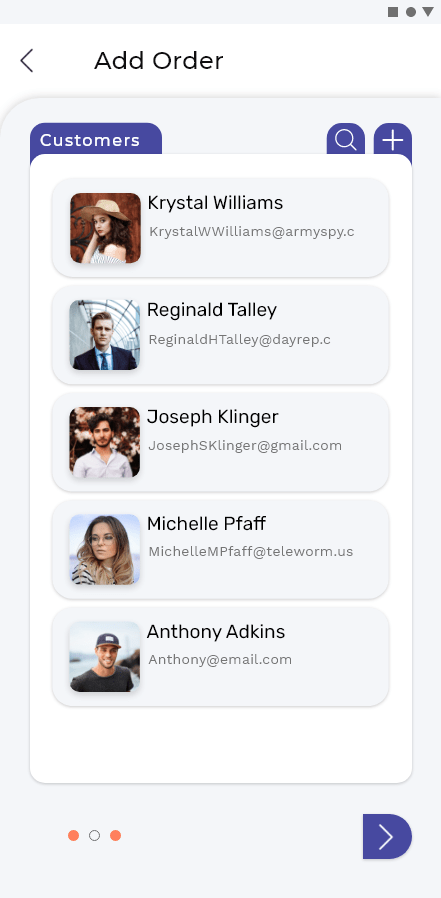 Add Order
Customers
Krystal Williams
KrystalWWilliams@armyspy.c
Reginald Talley
ReginaldHTalley@dayrep.c
Joseph Klinger
JosephSKlinger@gmail.com
Michelle Pfaff
MichelleMPfaff@teleworm.us
Anthony Adkins
Anthony@email.com